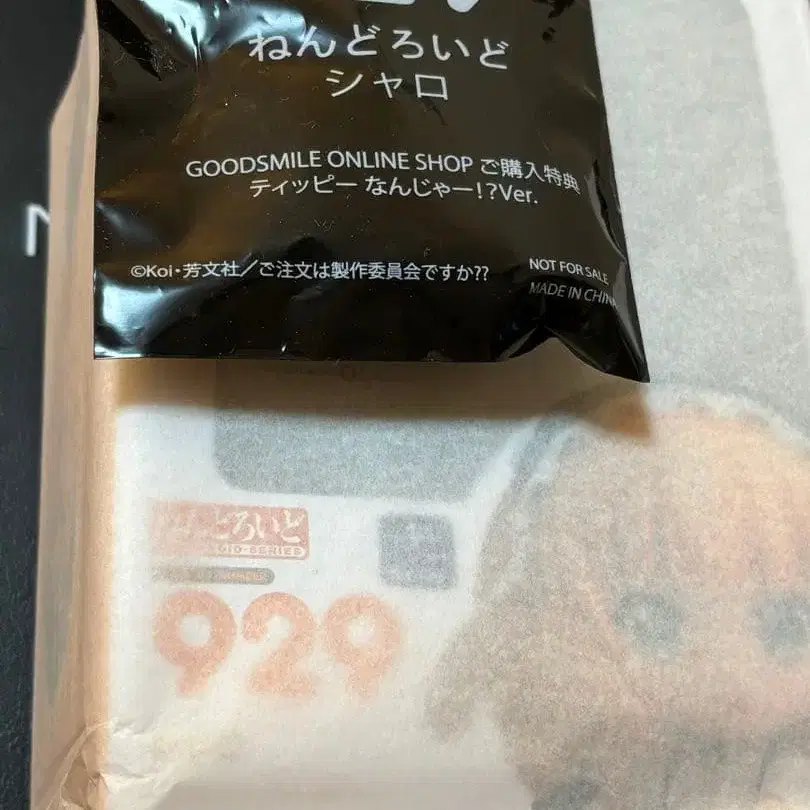 ねんどろいど
シャロ
GOODSMILE ONLINE SHOP ご購入特典
ティッピー なんじゃー!?Ver.
©Koi・芳文社/ご注文は製作委員会ですか??
NOT FOR SALE
MADE IN CHINA
ねんどろいど
929